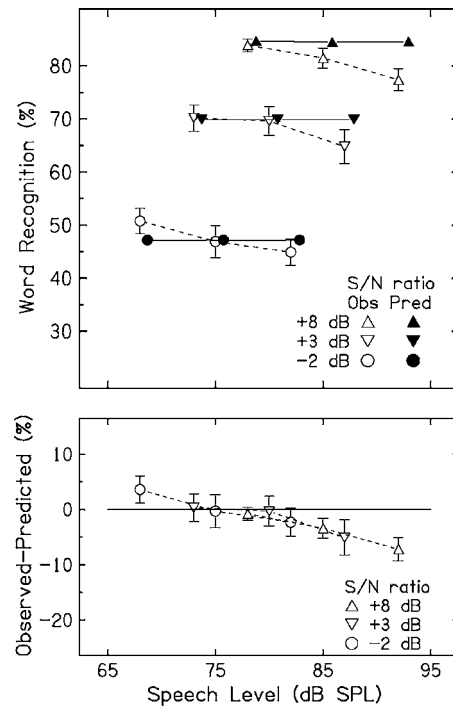 Word Recognition (%)
80
70
60
50
40
30
S/N ratio
Obs Pred
+8 dB
+3 dB
−2 dB
Observed−Predicted (%)
10
0
−10
−20
S/N ratio
+8 dB
+3 dB
−2 dB
65 75 85 95
Speech Level (dB SPL)